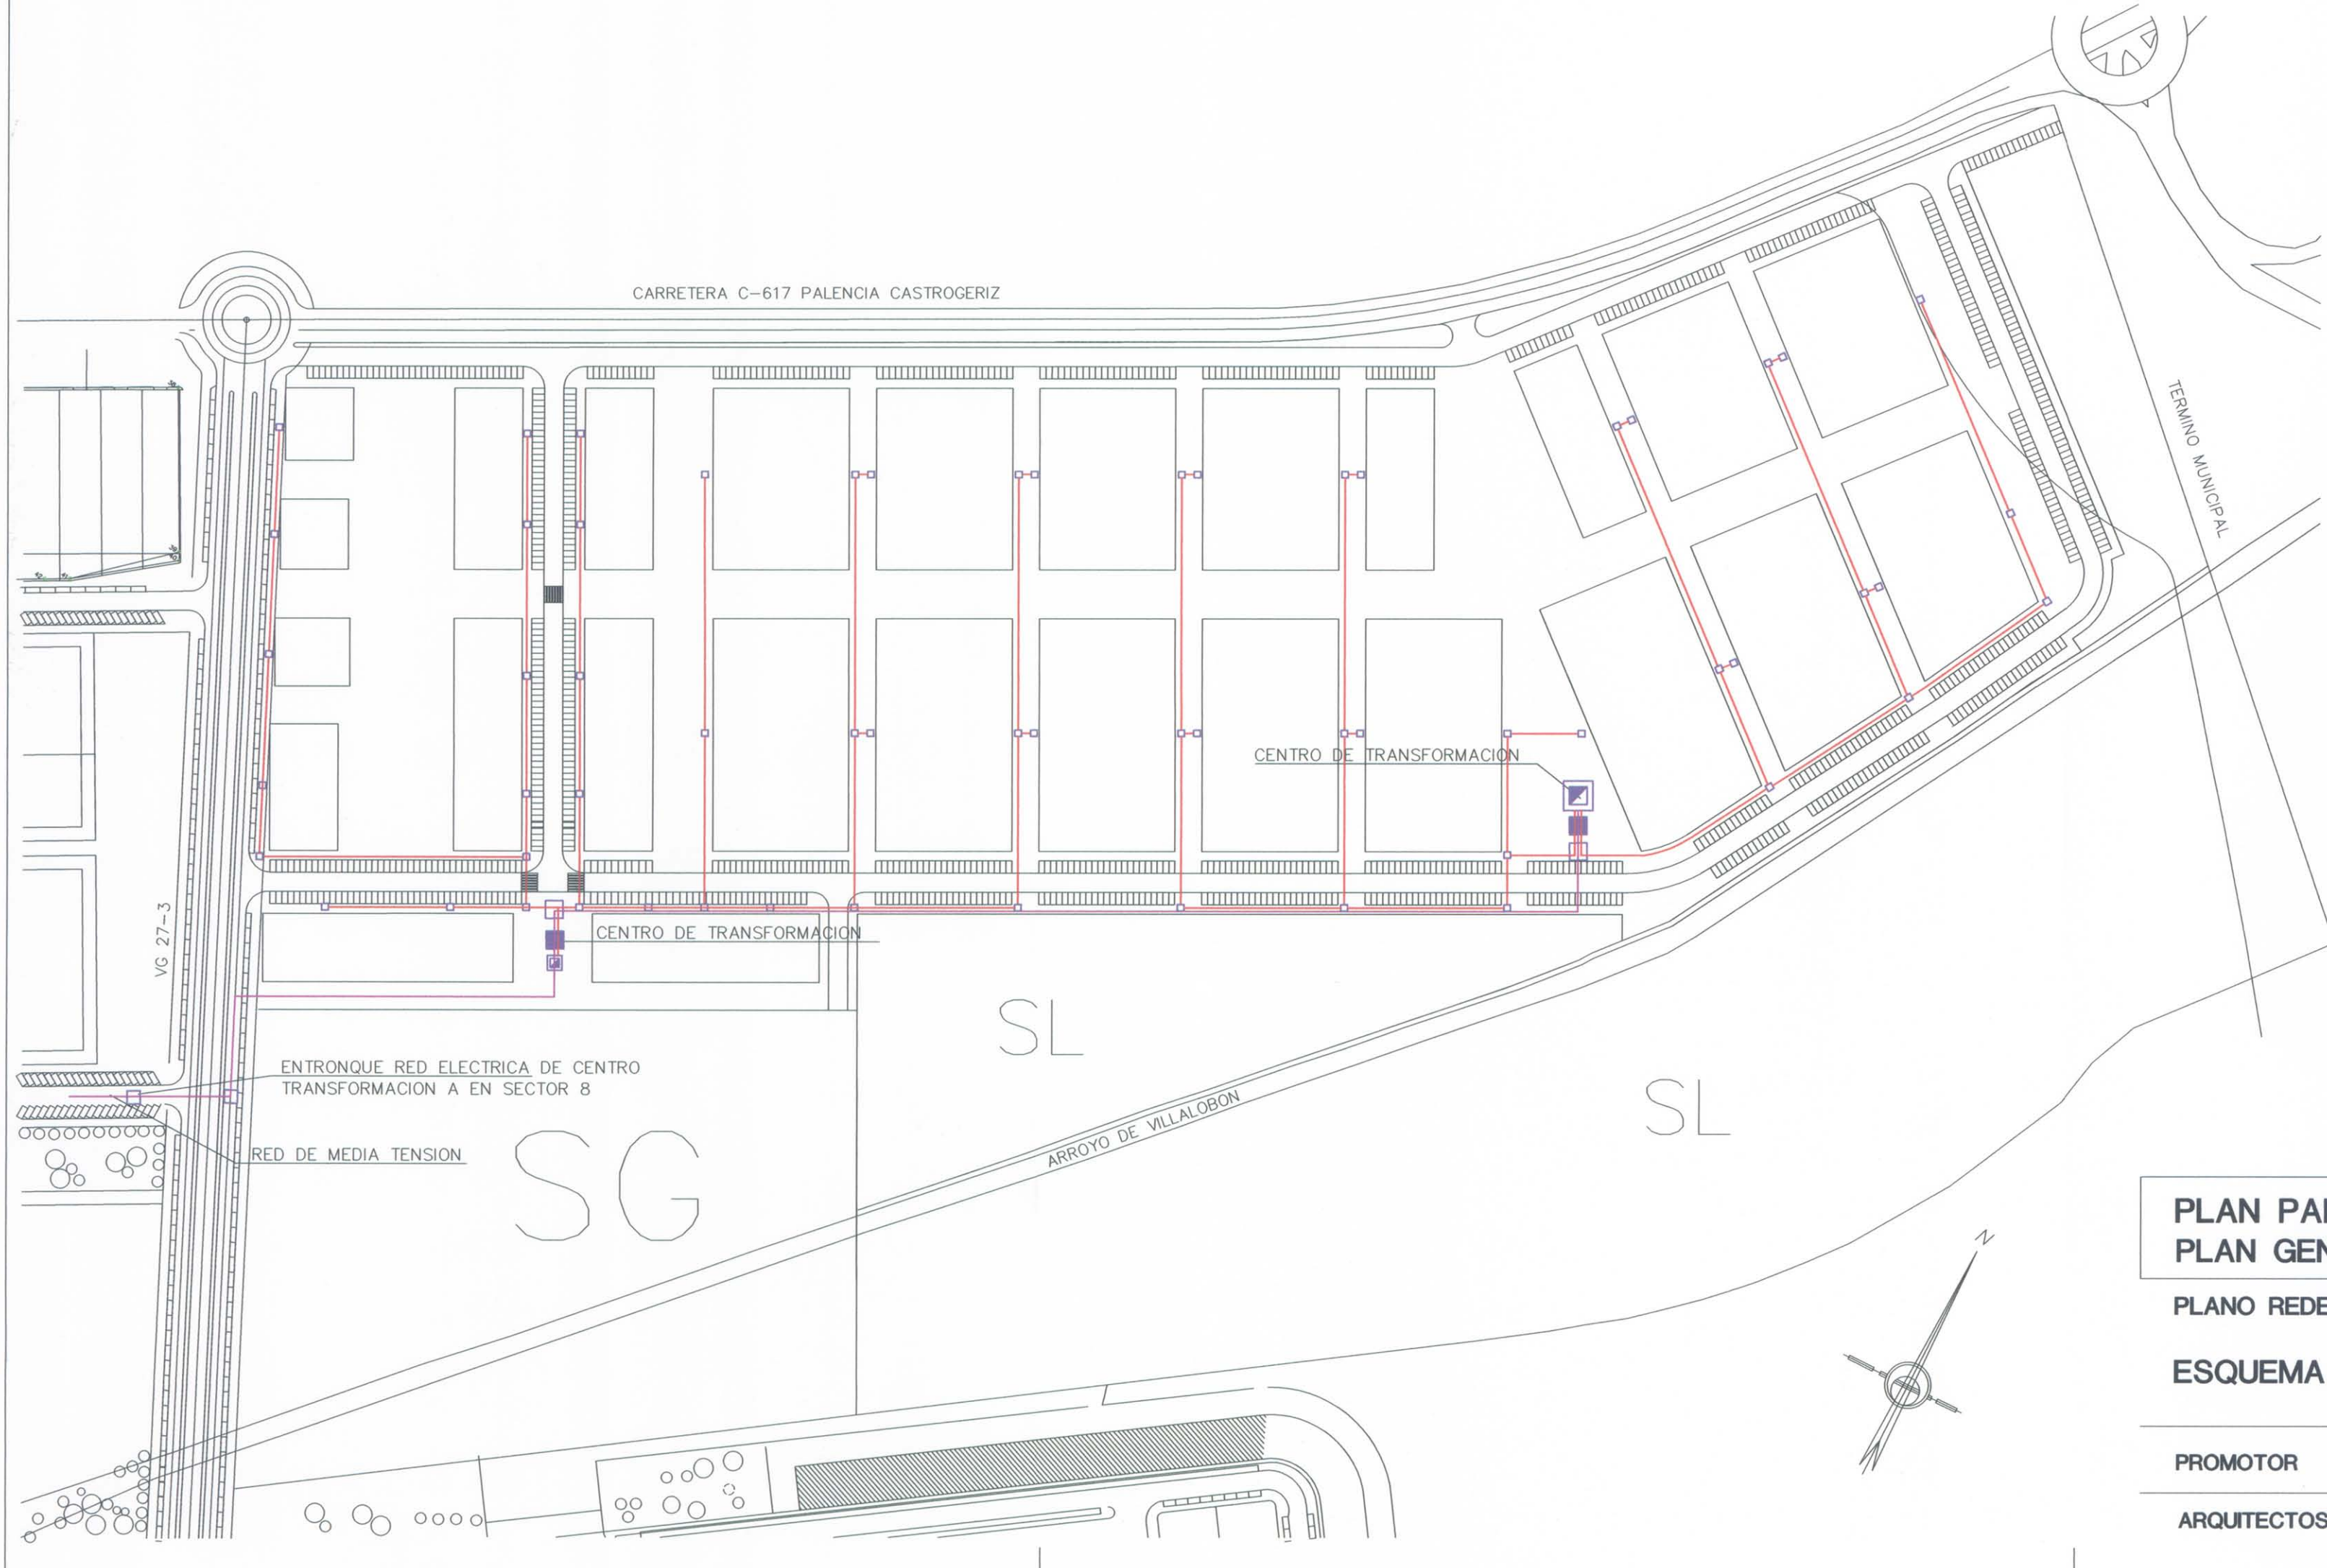 CARRETERA C-617 PALENCIA CASTROGERIZ
TERMINO MUNICIPAL
CENTRO DE TRANSFORMACION
CENTRO DE TRANSFORMACION
VG 27-3
SL
ENTRONQUE RED ELECTRICA DE CENTRO
TRANSFORMACION A EN SECTOR 8
SL
ARROYO DE VILLALOBON
RED DE MEDIA TENSION
SG
N
PLAN PA
PLAN GEN
PLANO REDE
ESQUEMA
PROMOTOR
ARQUITECTOS